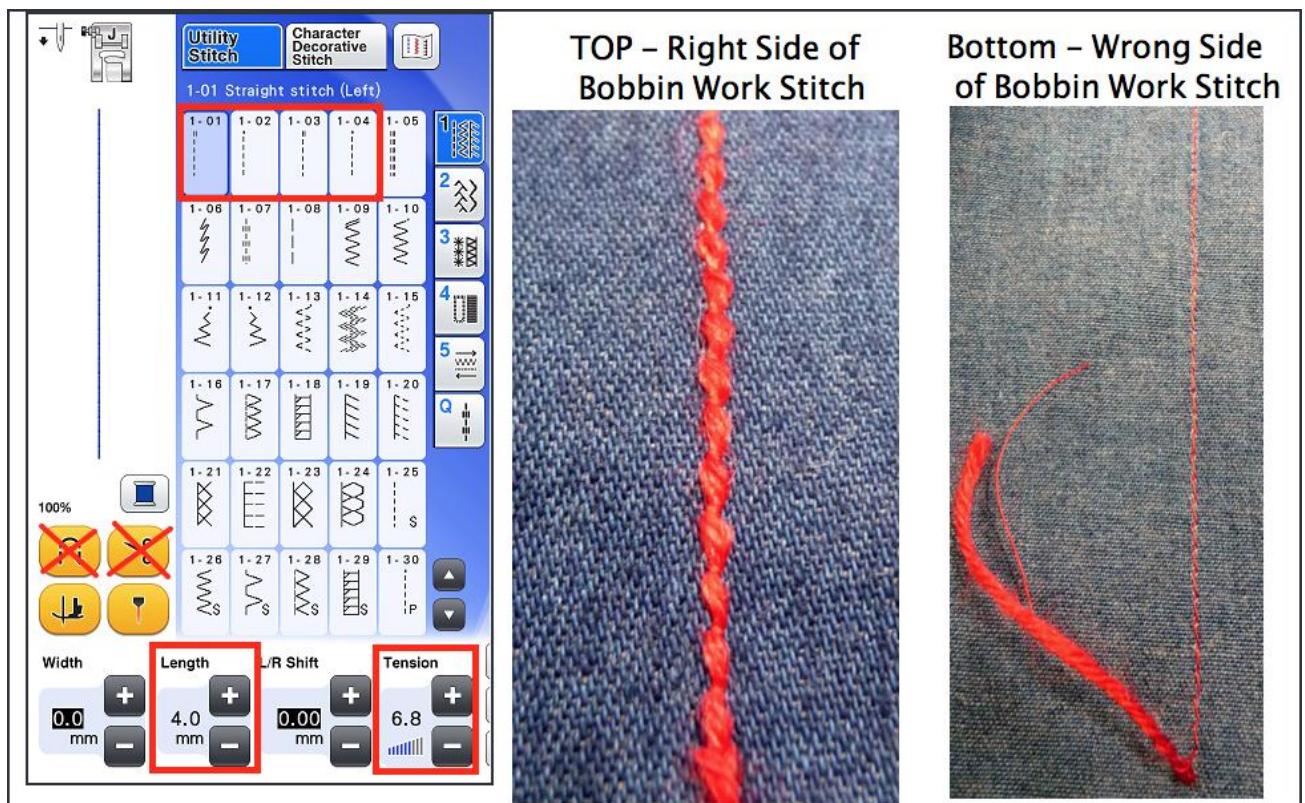 J
Utility
Stitch
Character
Decorative
Stitch
1-01 Straight stitch (Left)
1-01 1-02 1-03 1-04 1-05
1-06 1-07 1-08 1-09 1-10
1-11 1-12 1-13 1-14 1-15
1-16 1-17 1-18 1-19 1-20
1-21 1-22 1-23 1-24 1-25
S
1-26 1-27 1-28 1-29 1-30
S S S S P
1
2
3
4
5
Q
100%
Width Length L/R Shift Tension
0.0 4.0 0.00 6.8
mm mm mm
TOP – Right Side of
Bobbin Work Stitch
Bottom – Wrong Side
of Bobbin Work Stitch